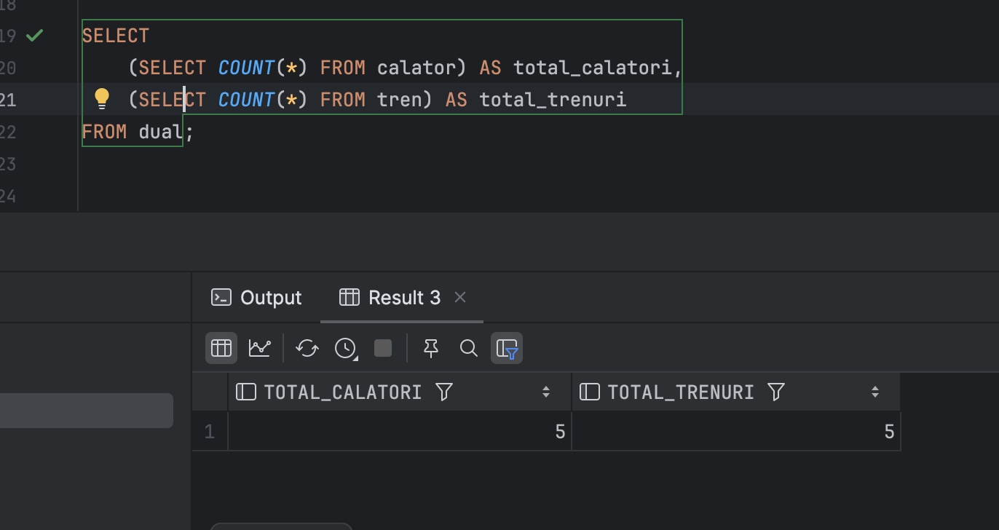 18
19 SELECT
20 (SELECT COUNT(*) FROM calator) AS total_calatori,
21 (SELECT COUNT(*) FROM tren) AS total_trenuri
22 FROM dual;
23
24
Output Result 3
TOTAL_CALATORI TOTAL_TRENURI
1 5 5